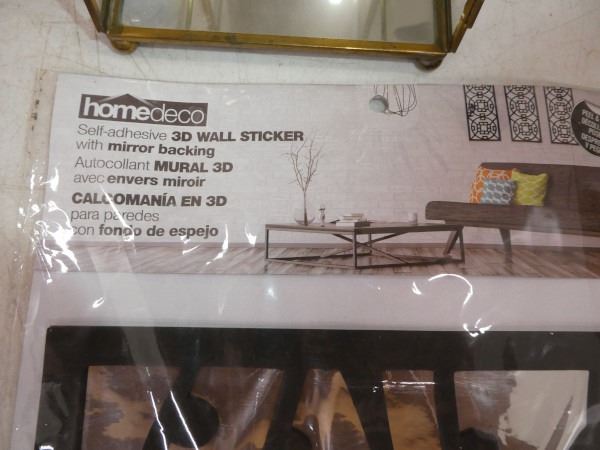 homedeco
Self-adhesive 3D WALL STICKER
with mirror backing
Autocollant MURAL 3D
avec envers miroir
CALCOMANÍA EN 3D
para paredes
con fondo de espejo